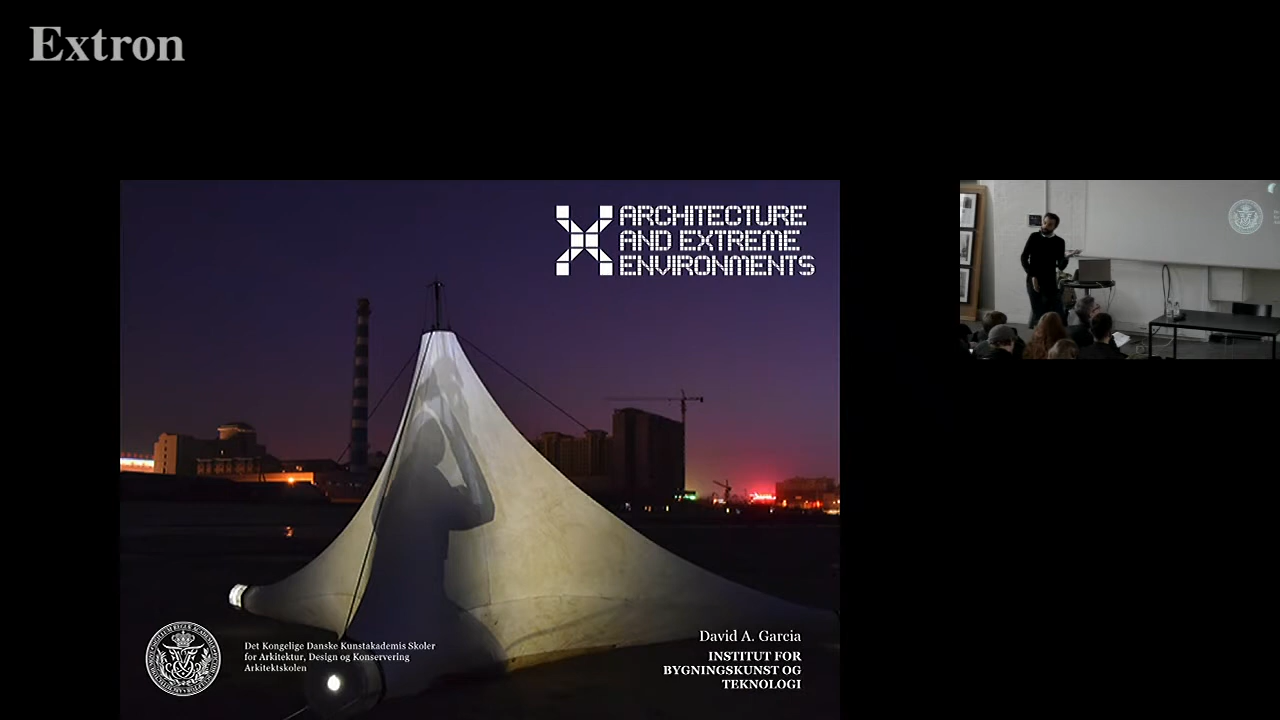 Extron
ARCHITECTURE
AND EXTREME
ENVIRONMENTS
Det Kongelige Danske Kunstakademis Skoler
for Arkitektur, Design og Konservering
Arkitektskolen
David A. Garcia
INSTITUT FOR
BYGNINGSKUNST OG
TEKNOLOGI